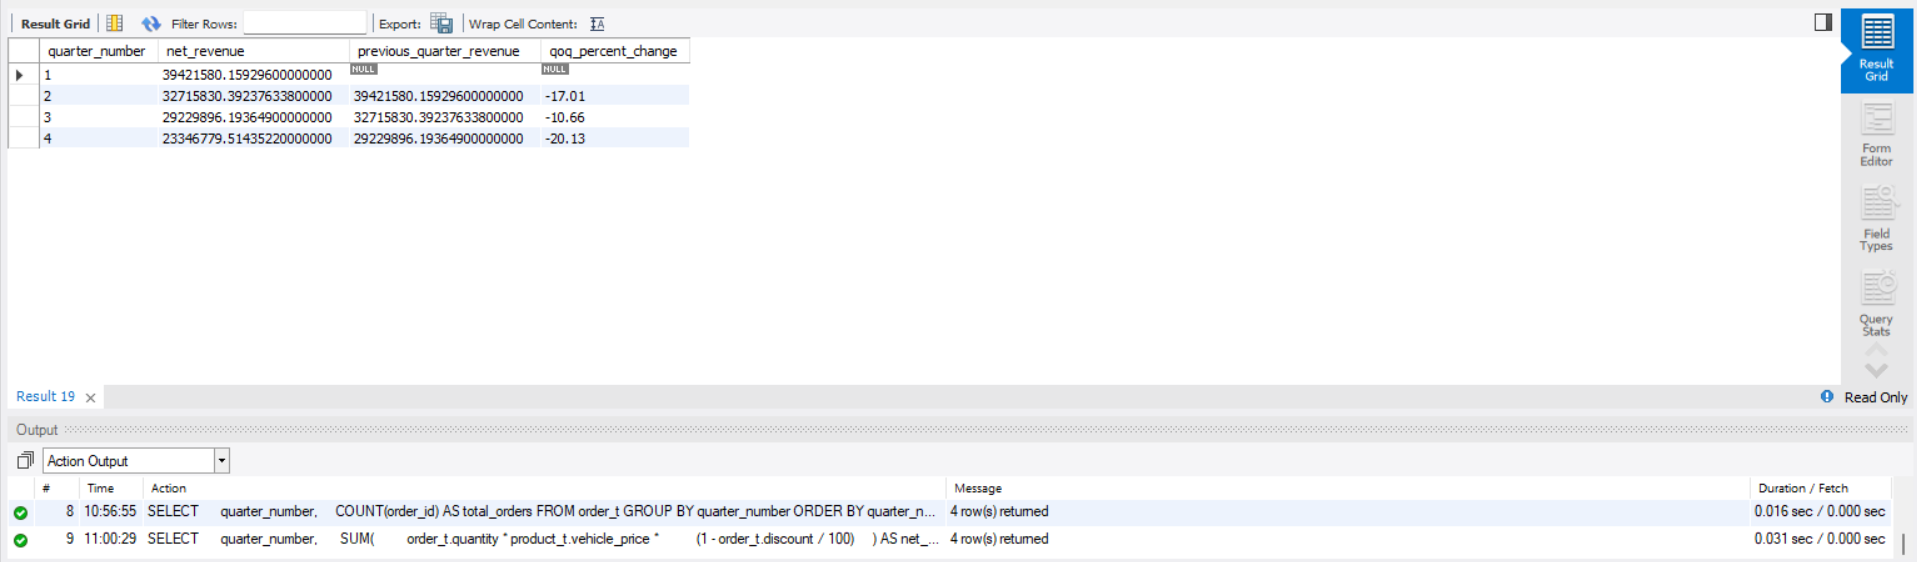 Result Grid Filter Rows: Export: Wrap Cell Content: IA
quarter_number net_revenue previous_quarter_revenue qoq_percent_change
1 39421580.15929600000000 NULL NULL
2 32715830.39237633800000 39421580.15929600000000 -17.01
3 29229896.19364900000000 32715830.39237633800000 -10.66
4 23346779.51435220000000 29229896.19364900000000 -20.13
Result
Grid
Form
Editor
Field
Types
Query
Stats
Result 19 Read Only
Output
Action Output
# Time Action Message Duration / Fetch
8 10:56:55 SELECT quarter_number, COUNT(order_id) AS total_orders FROM order_t GROUP BY quarter_number ORDER BY quarter_n... 4 row(s) returned 0.016 sec / 0.000 sec
9 11:00:29 SELECT quarter_number, SUM( order_t.quantity * product_t.vehicle_price * (1 - order_t.discount / 100) ) AS net_... 4 row(s) returned 0.031 sec / 0.000 sec